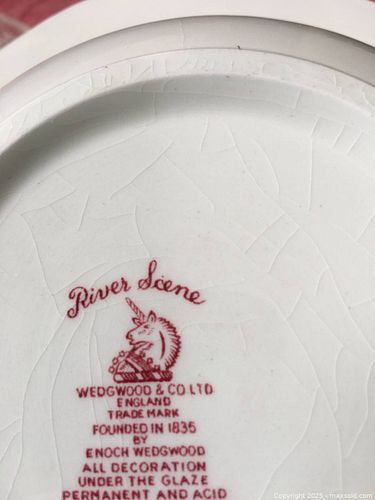 River Scene
WEDGWOOD & CO LTD
ENGLAND
TRADE MARK
FOUNDED IN 1835
BY
ENOCH WEDGWOOD
ALL DECORATION
UNDER THE GLAZE
PERMANENT AND ACID
Copyright 2025 - maxsold.com